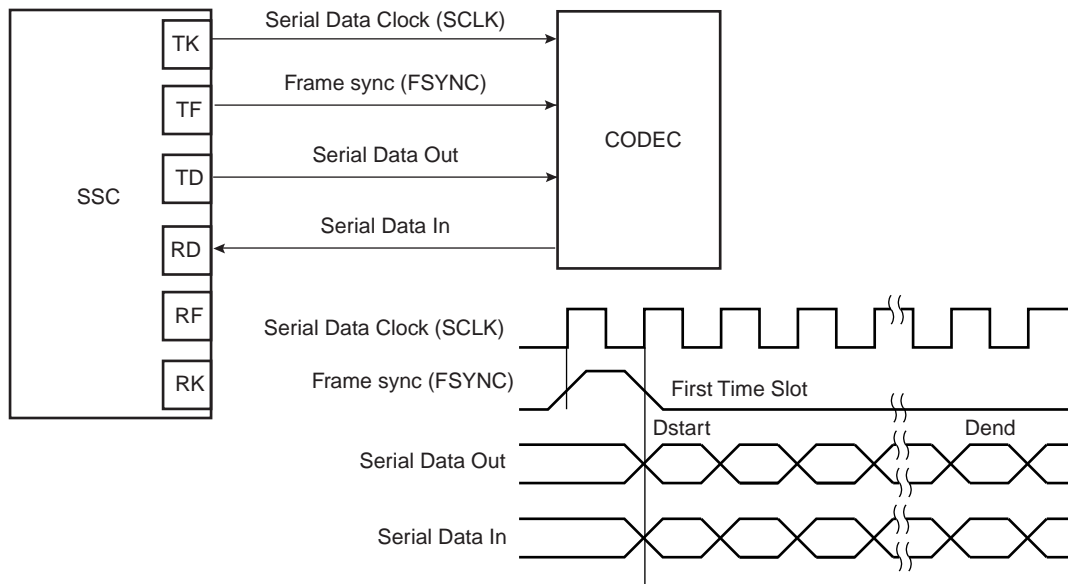 Serial Data Clock (SCLK)
TK
Frame sync (FSYNC)
TF
CODEC
Serial Data Out
TD
SSC
Serial Data In
RD
RF
Serial Data Clock (SCLK)
RK
Frame sync (FSYNC)
First Time Slot
Dstart
Dend
Serial Data Out
Serial Data In